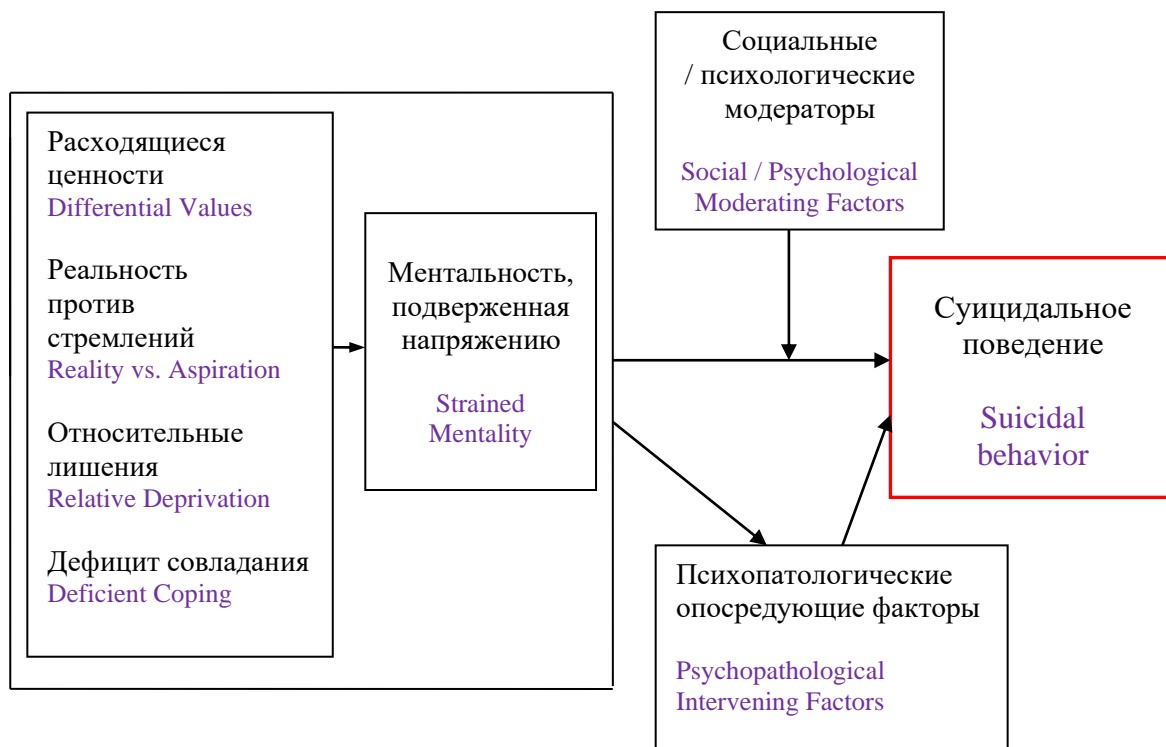 Расходящиеся
ценности
Differential Values
Реальность
против
стремлений
Reality vs. Aspiration
Относительные
лишения
Relative Deprivation
Дефицит совладания
Deficient Coping
Ментальность,
подверженная
напряжению
Strained
Mentality
Социальные
/ психологические
модераторы
Social / Psychological
Moderating Factors
Суицидальное
поведение
Suicidal
behavior
Психопатологические
опосредующие факторы
Psychopathological
Intervening Factors